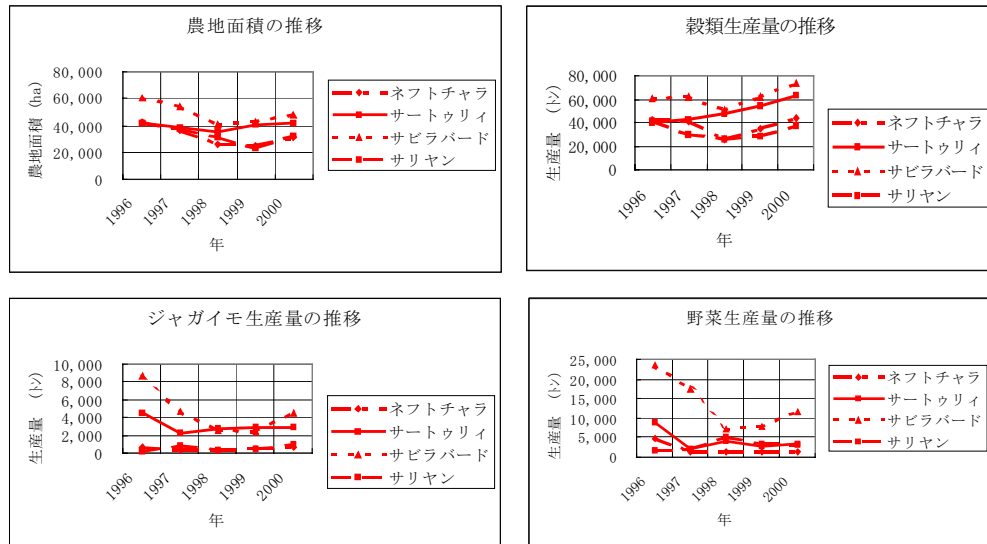 農地面積の推移
農地面積 (ha)
80,000
60,000
40,000
20,000
0
1996
1997
1998
1999
2000
年
ネフトチャラ
サートゥリィ
サビラバード
サリヤン
穀類生産量の推移
生産量 (トン)
80,000
60,000
40,000
20,000
0
1996
1997
1998
1999
2000
年
ネフトチャラ
サートゥリィ
サビラバード
サリヤン
ジャガイモ生産量の推移
生産量 (トン)
10,000
8,000
6,000
4,000
2,000
0
1996
1997
1998
1999
2000
年
ネフトチャラ
サートゥリィ
サビラバード
サリヤン
野菜生産量の推移
生産量 (トン)
25,000
20,000
15,000
10,000
5,000
0
1996
1997
1998
1999
2000
年
ネフトチャラ
サートゥリィ
サビラバード
サリヤン